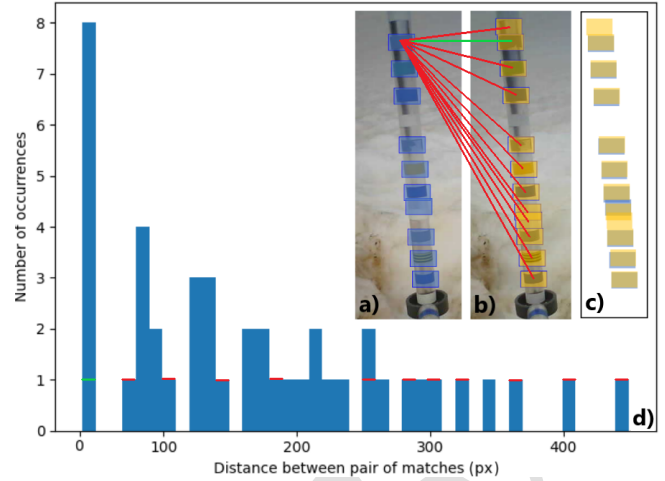 8
7
6
5
4
3
2
1
0
Number of occurrences
a)
b)
c)
d)
0 100 200 300 400
Distance between pair of matches (px)